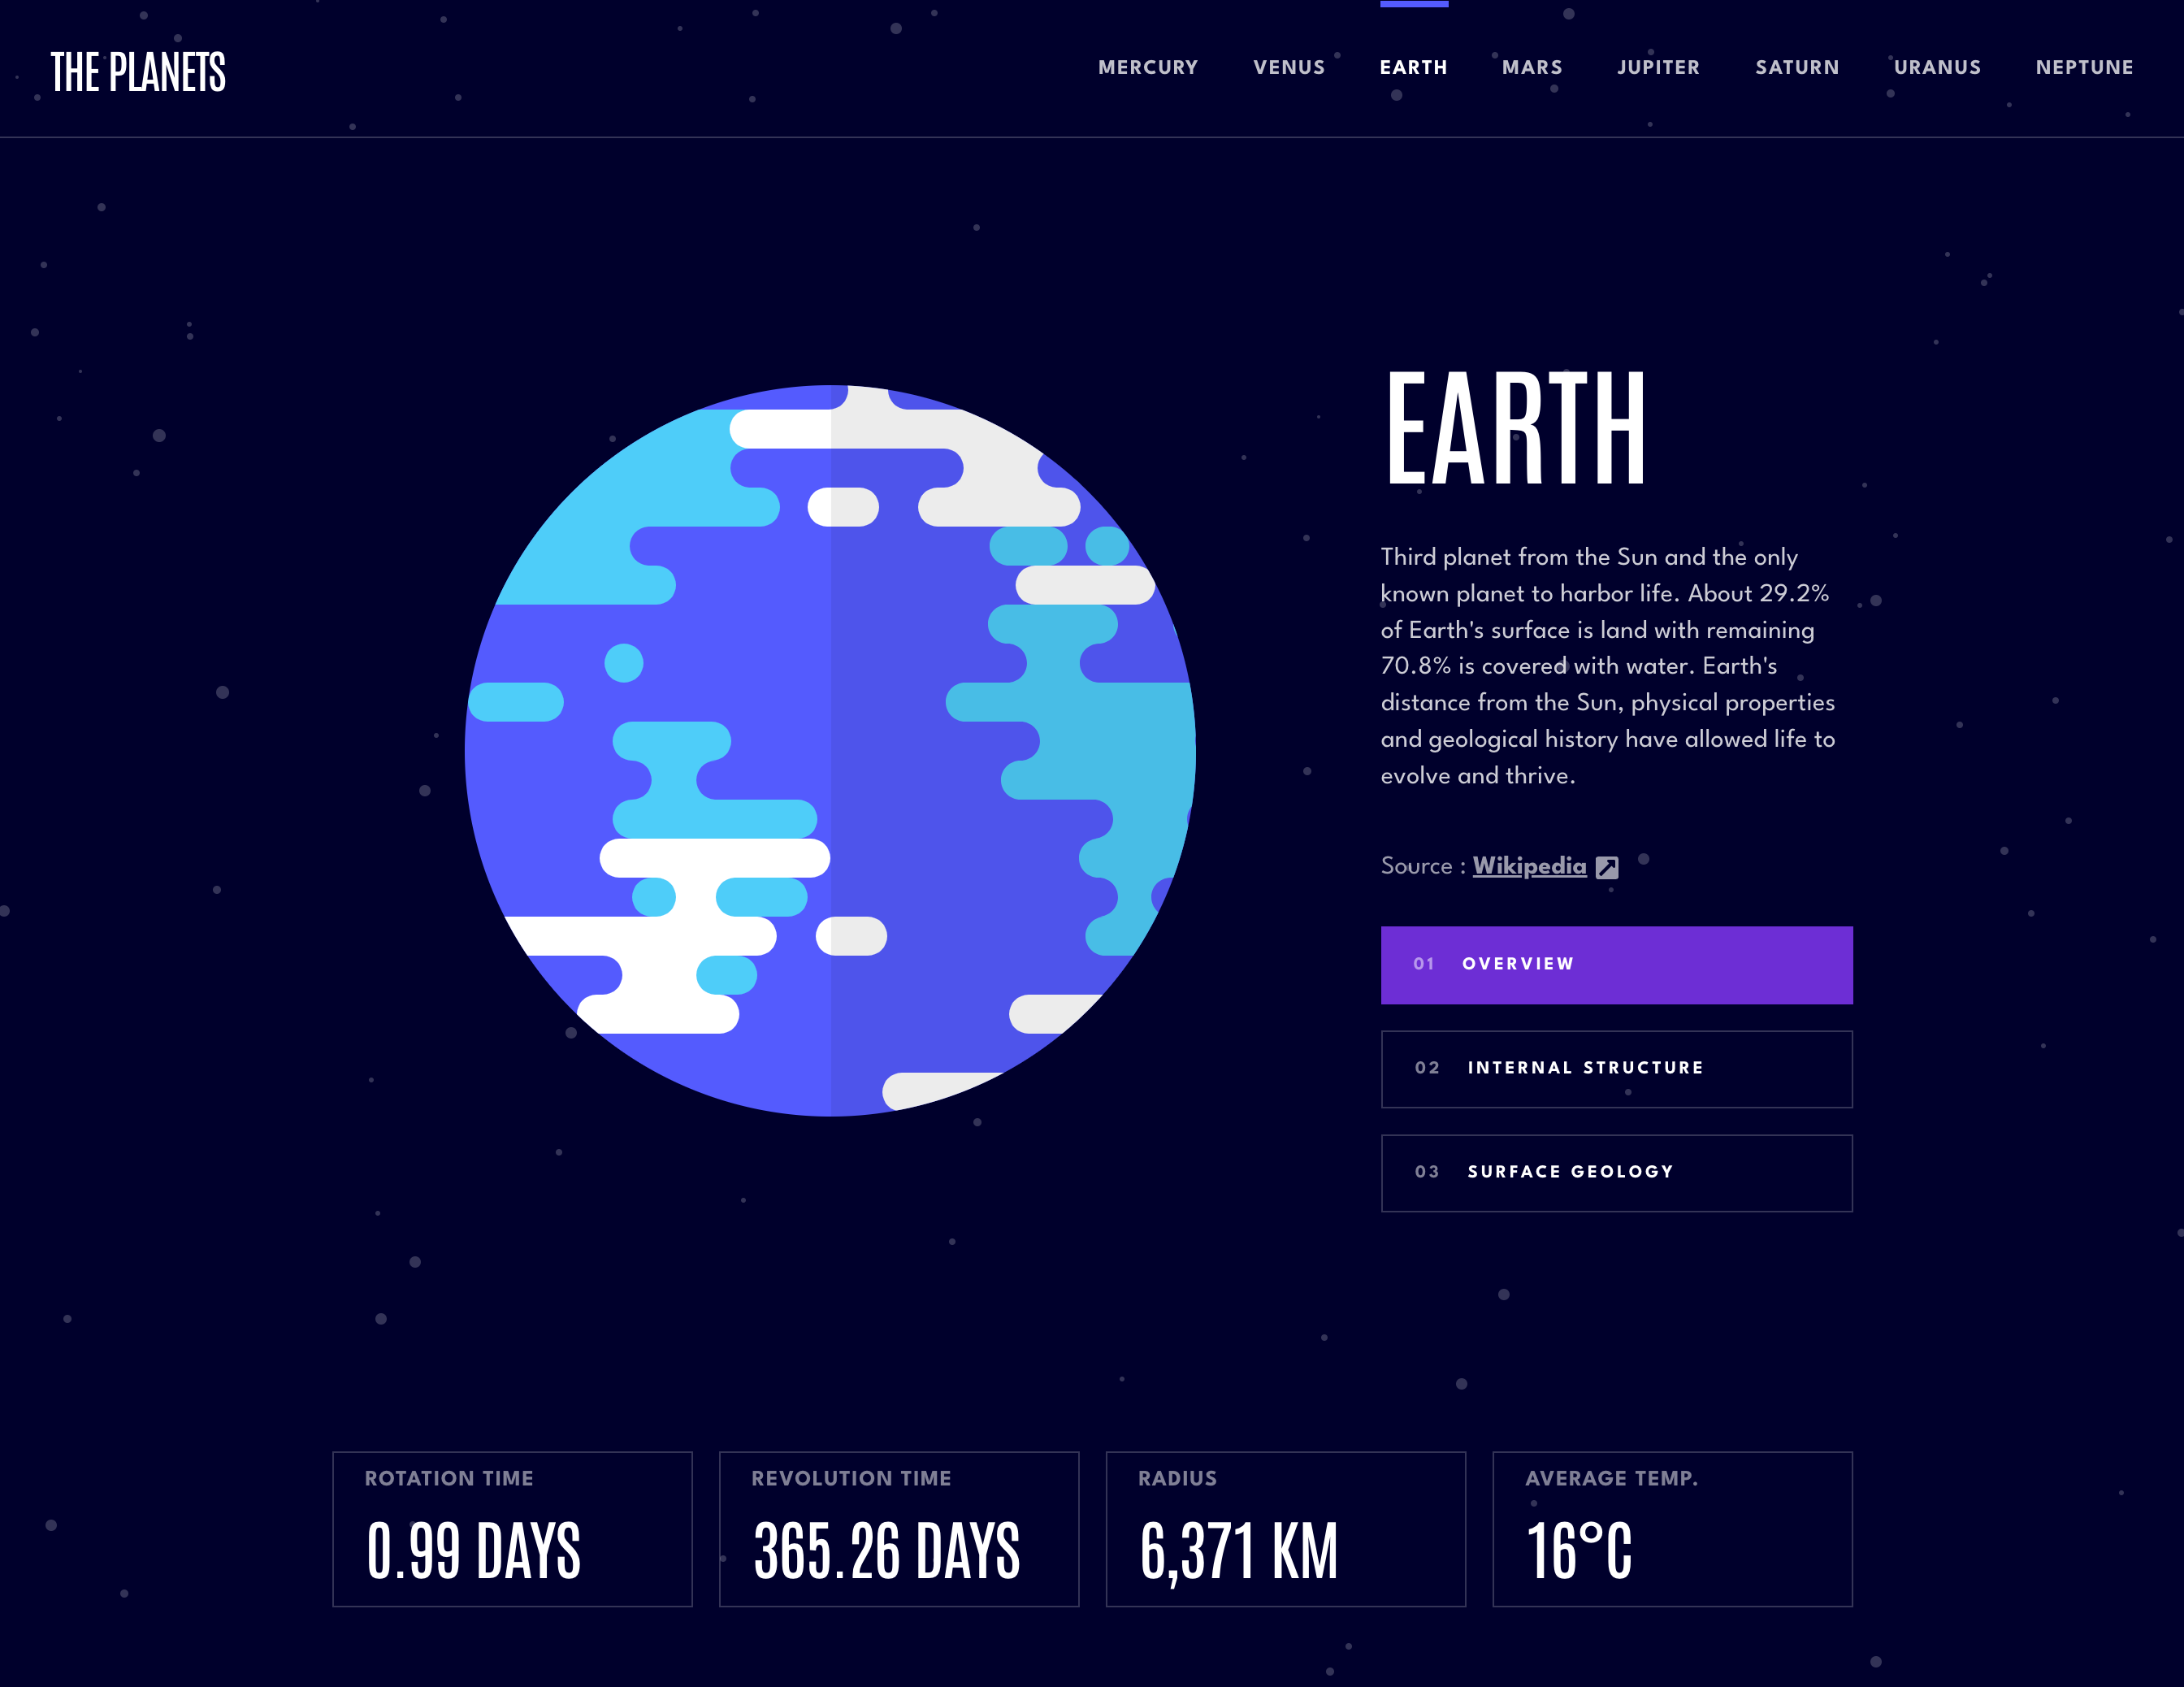 THE PLANETS
MERCURY VENUS EARTH MARS JUPITER SATURN URANUS NEPTUNE
EARTH
Third planet from the Sun and the only
known planet to harbor life. About 29.2%
of Earth's surface is land with remaining
70.8% is covered with water. Earth's
distance from the Sun, physical properties
and geological history have allowed life to
evolve and thrive.
Source : Wikipedia
01 OVERVIEW
02 INTERNAL STRUCTURE
03 SURFACE GEOLOGY
ROTATION TIME
0.99 DAYS
REVOLUTION TIME
365.26 DAYS
RADIUS
6,371 KM
AVERAGE TEMP.
16°C